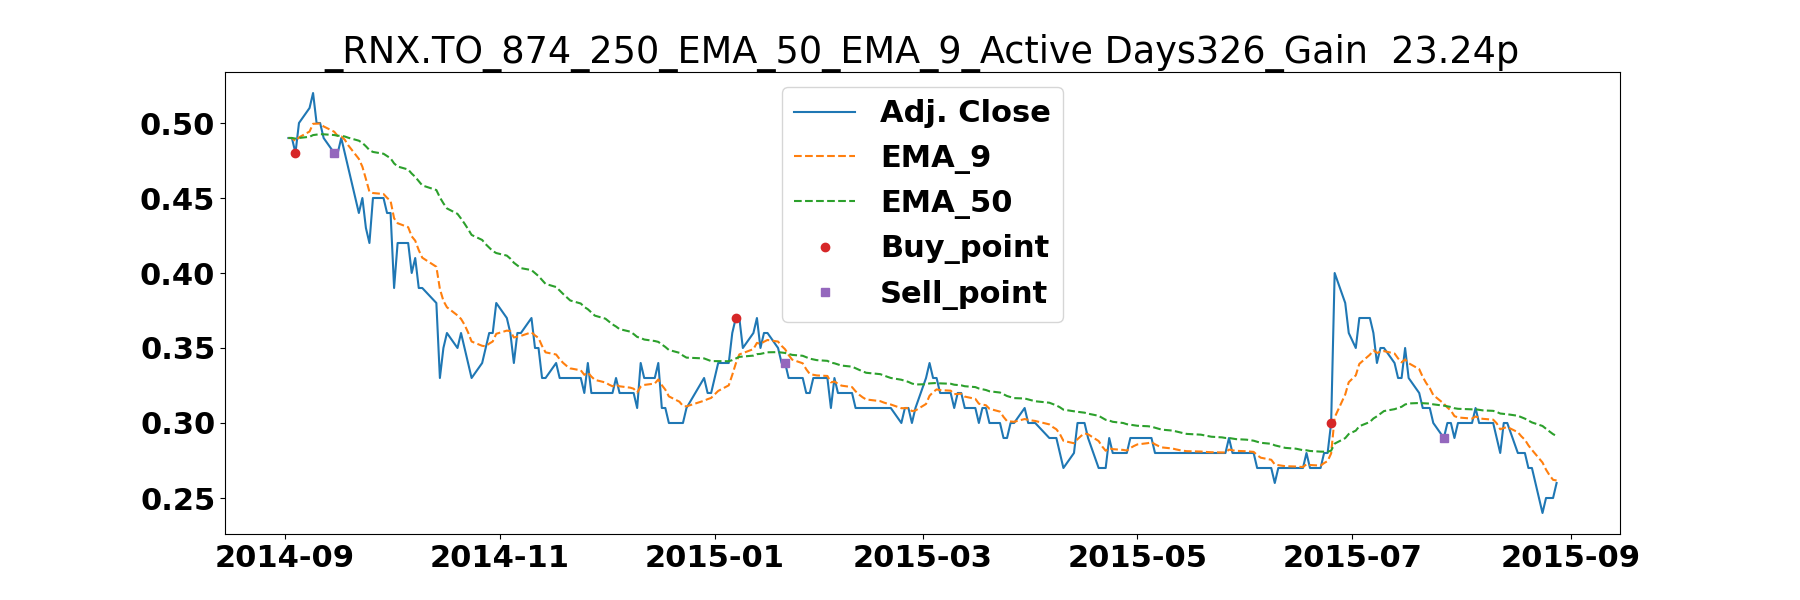 _RNX.TO_874_250_EMA_50_EMA_9_Active Days326_Gain  23.24p
Adj. Close
EMA_9
EMA_50
Buy_point
Sell_point
0.50
0.45
0.40
0.35
0.30
0.25
2014-09 2014-11 2015-01 2015-03 2015-05 2015-07 2015-09